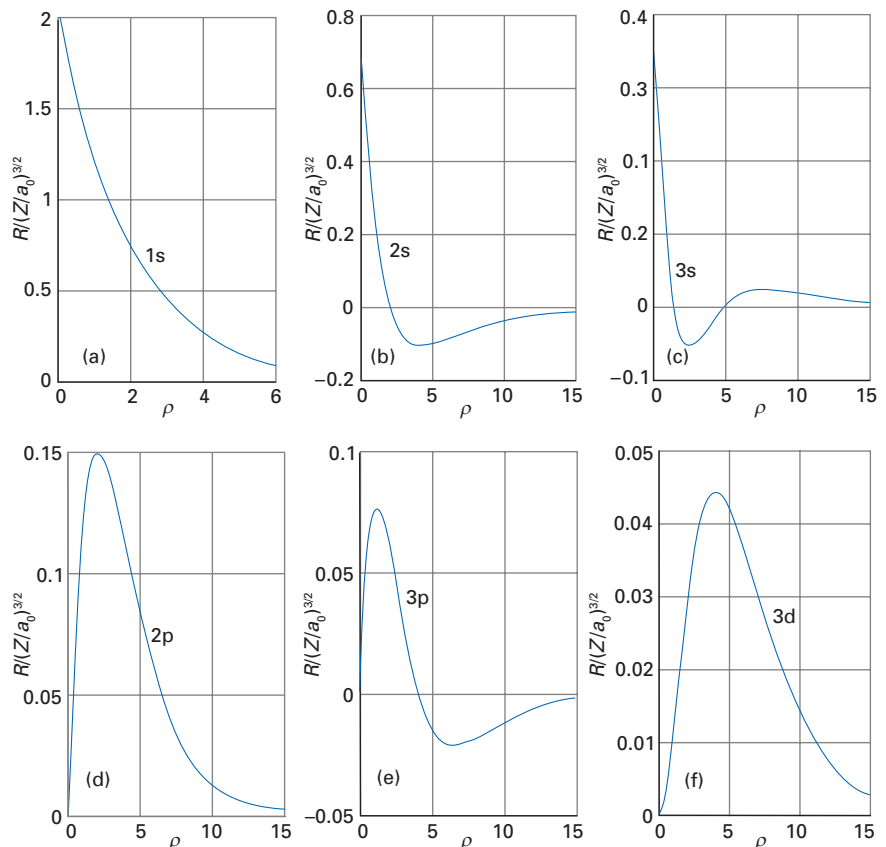 2
1.5
1
0.5
0
R/(Z/a₀)^3/2
1s
(a)
0 2 4 6
ρ
0.8
0.6
0.4
0.2
0
−0.2
R/(Z/a₀)^3/2
2s
(b)
0 5 10 15
ρ
0.4
0.3
0.1
0.2
0
−0.1
R/(Z/a₀)^3/2
3s
(c)
0 5 10 15
ρ
0.15
0.1
0.05
0
R/(Z/a₀)^3/2
2p
(d)
0 5 10 15
ρ
0.1
0.05
0
−0.05
R/(Z/a₀)^3/2
3p
(e)
0 5 10 15
ρ
0.05
0.04
0.03
0.02
0.01
0
R/(Z/a₀)^3/2
3d
(f)
0 5 10 15
ρ